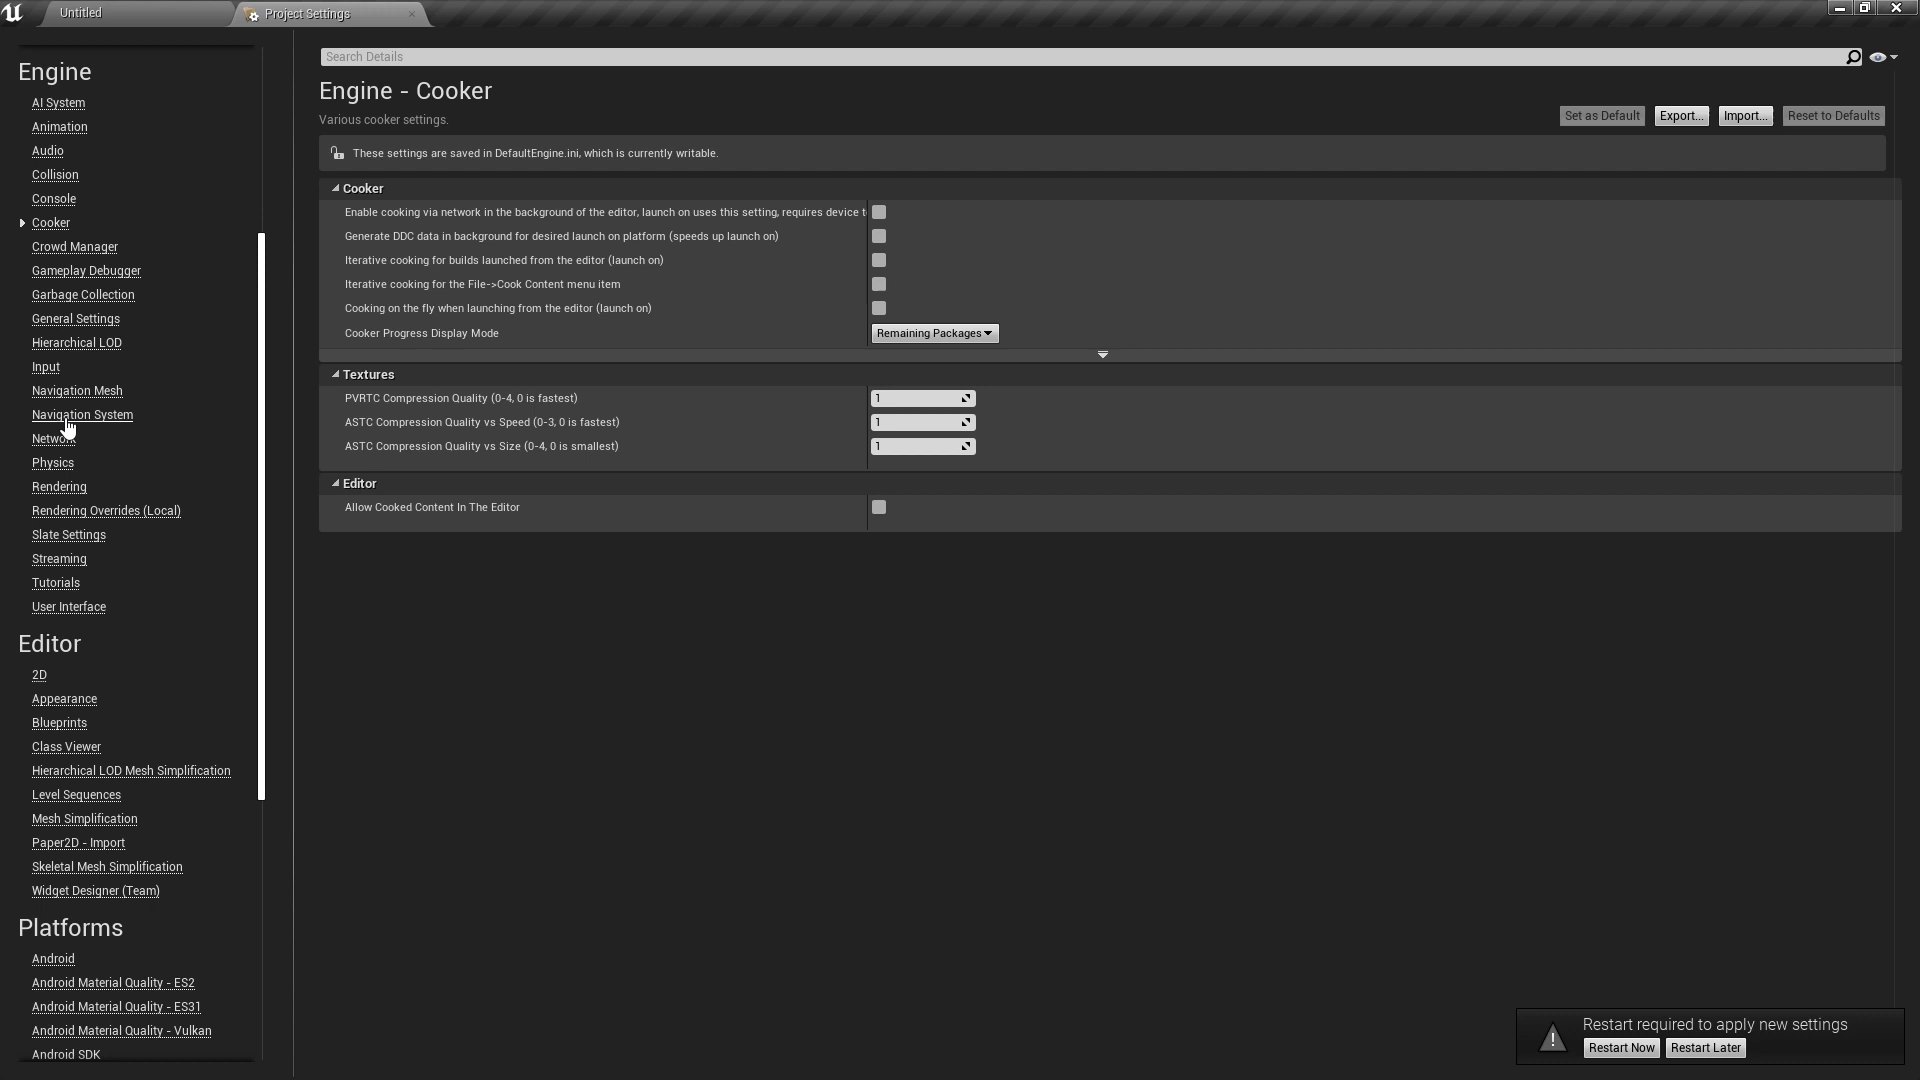 Untitled
Project Settings
Engine
AI System
Animation
Audio
Collision
Console
Cooker
Crowd Manager
Gameplay Debugger
Garbage Collection
General Settings
Hierarchical LOD
Input
Navigation Mesh
Navigation System
Network
Physics
Rendering
Rendering Overrides (Local)
Slate Settings
Streaming
Tutorials
User Interface
Editor
2D
Appearance
Blueprints
Class Viewer
Hierarchical LOD Mesh Simplification
Level Sequences
Mesh Simplification
Paper2D - Import
Skeletal Mesh Simplification
Widget Designer (Team)
Platforms
Android
Android Material Quality - ES2
Android Material Quality - ES31
Android Material Quality - Vulkan
Android SDK
Search Details
Engine - Cooker
Various cooker settings.
Set as Default
Export...
Import...
Reset to Defaults
These settings are saved in DefaultEngine.ini, which is currently writable.
Cooker
Enable cooking via network in the background of the editor, launch on uses this setting, requires device t
Generate DDC data in background for desired launch on platform (speeds up launch on)
Iterative cooking for builds launched from the editor (launch on)
Iterative cooking for the File->Cook Content menu item
Cooking on the fly when launching from the editor (launch on)
Cooker Progress Display Mode
Remaining Packages
Textures
PVRTC Compression Quality (0-4, 0 is fastest)
1
ASTC Compression Quality vs Speed (0-3, 0 is fastest)
1
ASTC Compression Quality vs Size (0-4, 0 is smallest)
1
Editor
Allow Cooked Content In The Editor
Restart required to apply new settings
Restart Now
Restart Later